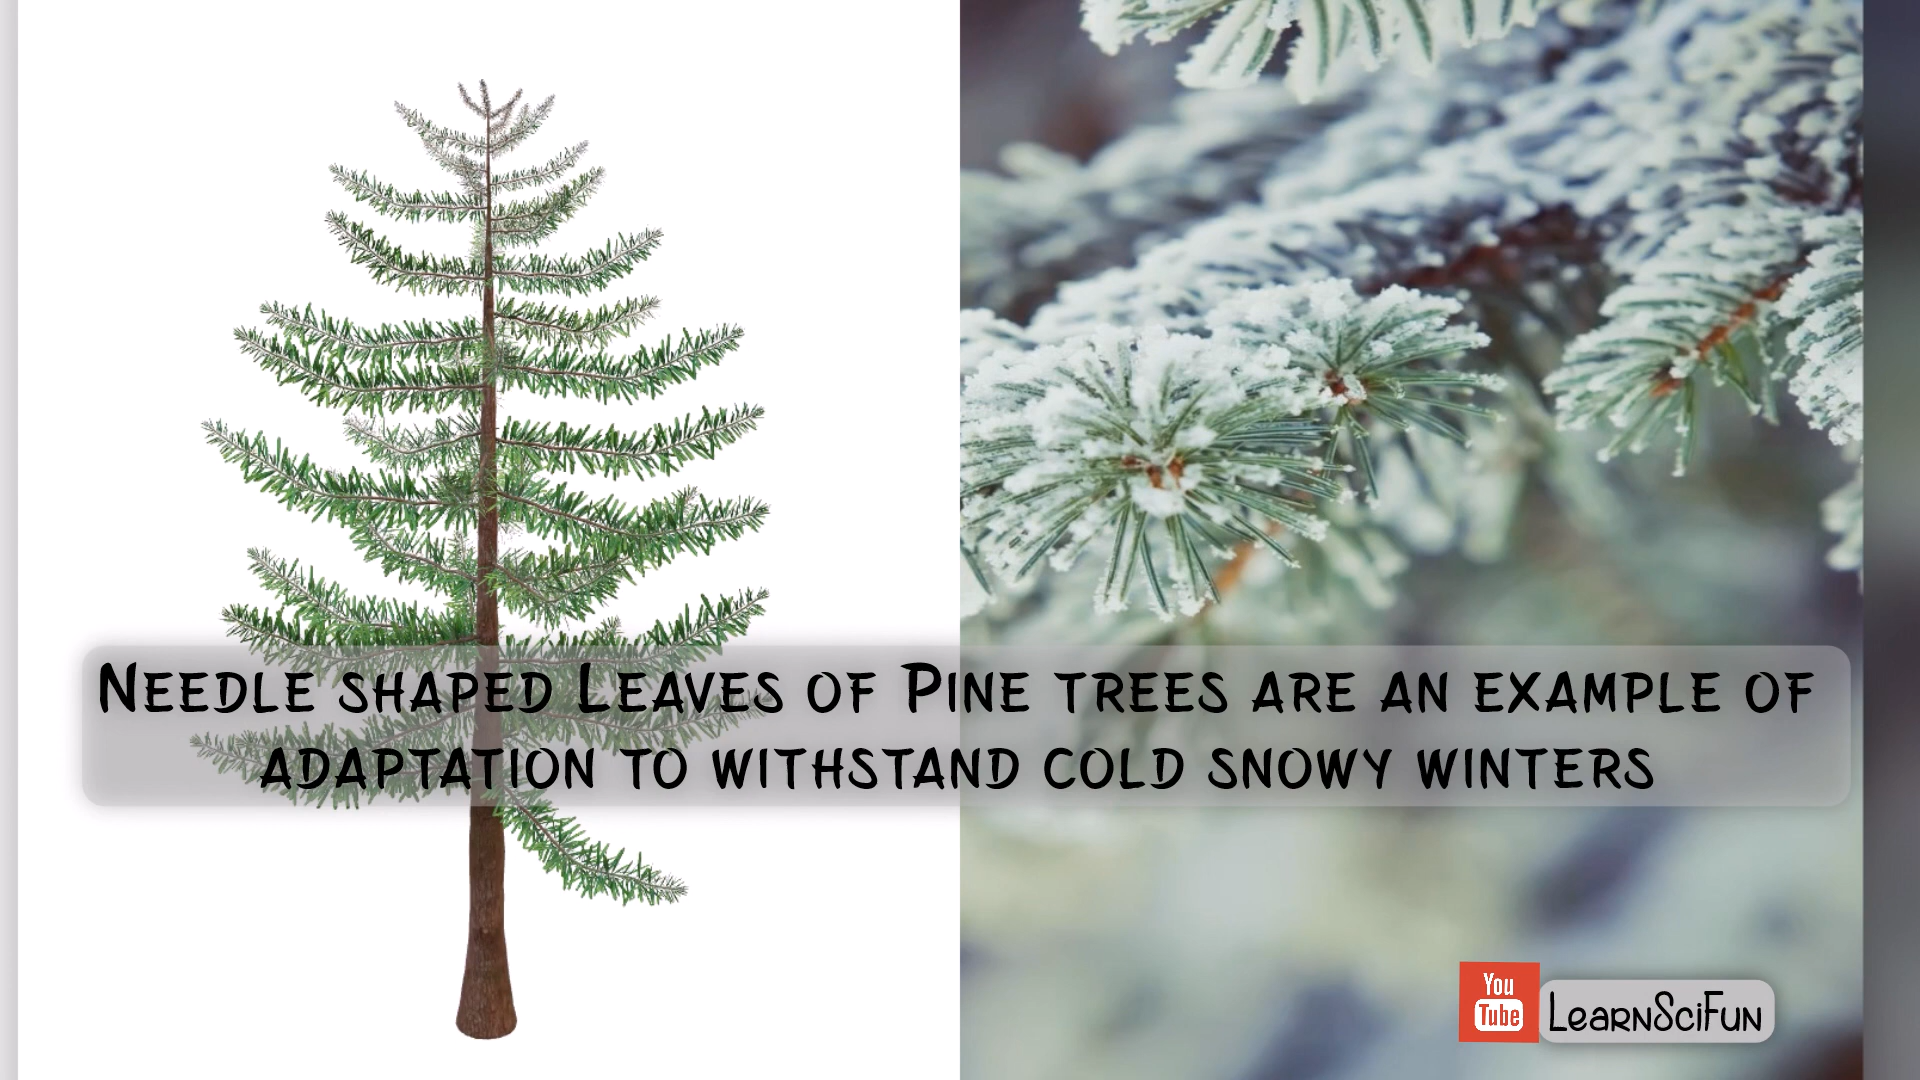 Needle shaped Leaves of Pine trees are an example of
adaptation to withstand cold snowy winters
You
Tube
LearnSciFun